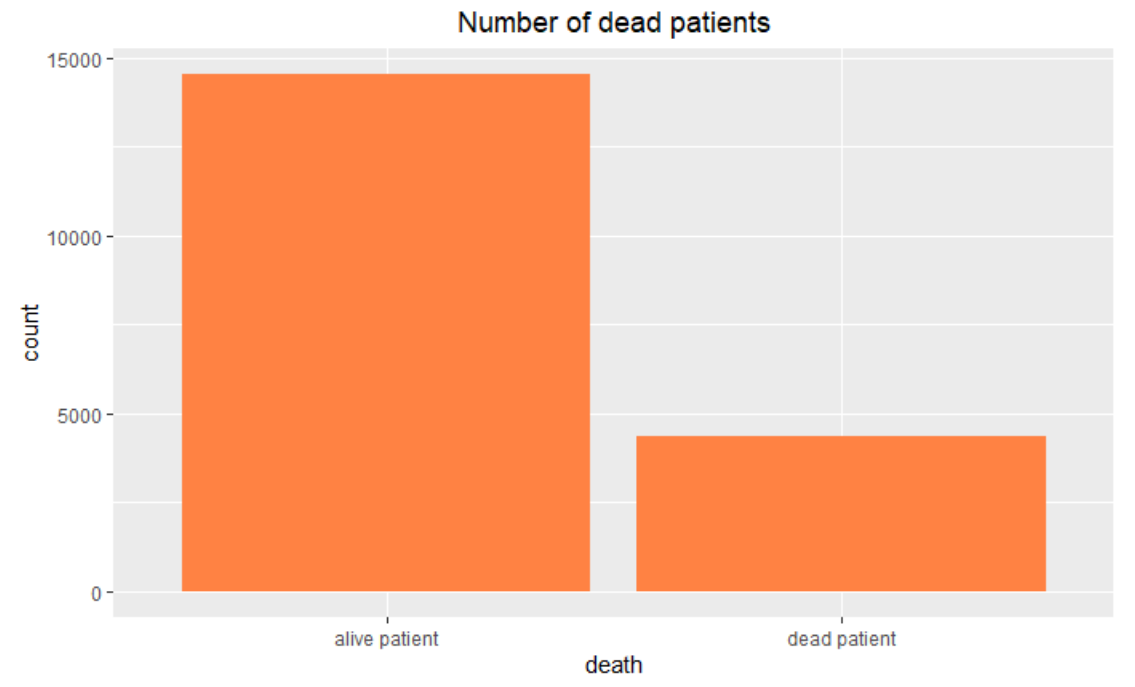 Number of dead patients
15000
10000
5000
0
count
alive patient
dead patient
death